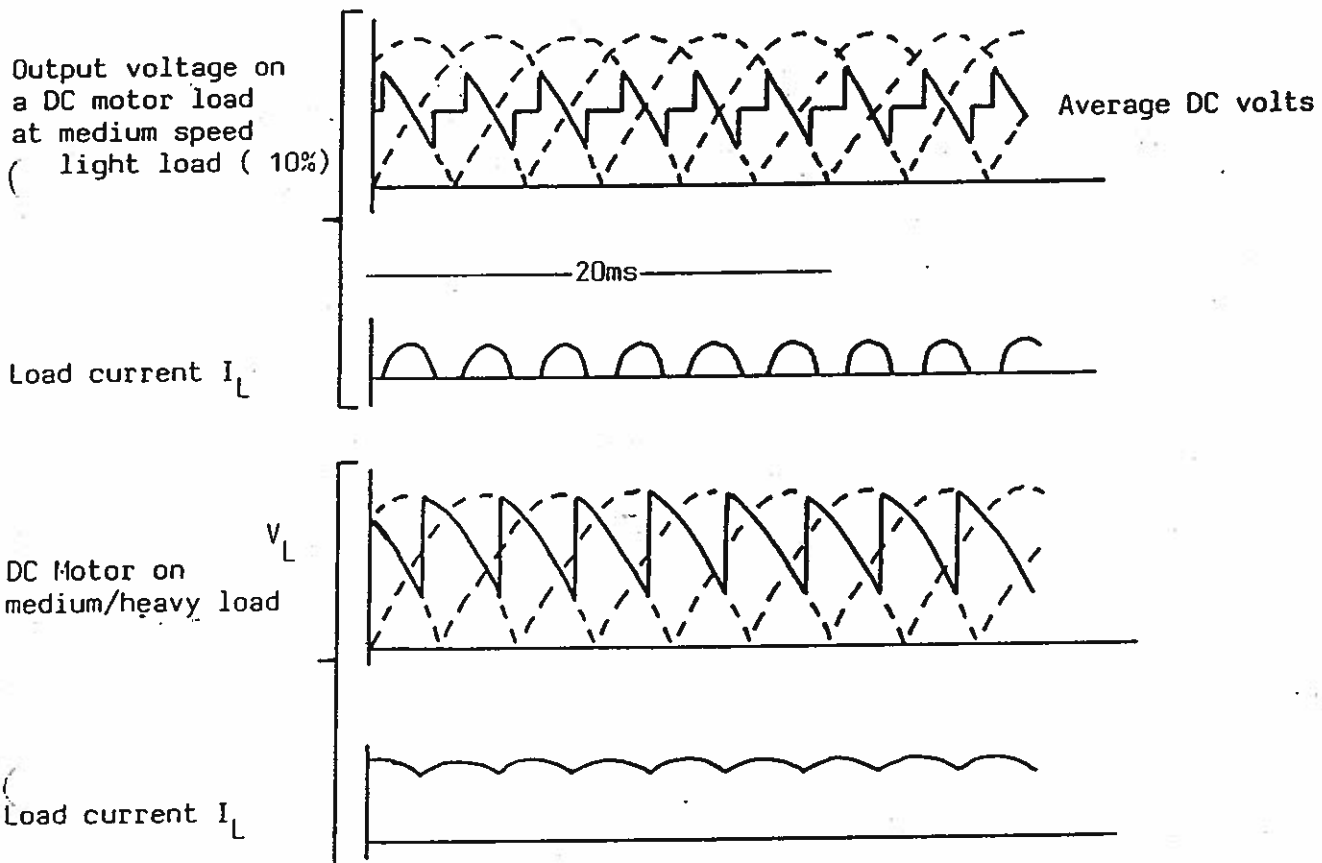 Output voltage on
a DC motor load
at medium speed
( light load ( 10%)
Average DC volts
20ms
Load current I_L
V_L
DC Motor on
medium/heavy load
Load current I_L